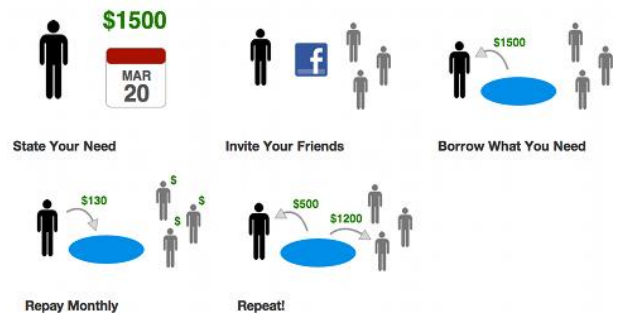 $1500
MAR
20
f
$1500
State Your Need
Invite Your Friends
Borrow What You Need
$130
$
$
$
$500
$1200
Repay Monthly
Repeat!